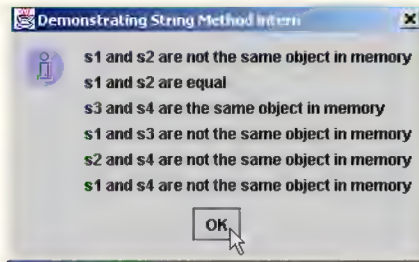 Demonstrating String Method intern
s1 and s2 are not the same object in memory
s1 and s2 are equal
s3 and s4 are the same object in memory
s1 and s3 are not the same object in memory
s2 and s4 are not the same object in memory
s1 and s4 are not the same object in memory
OK